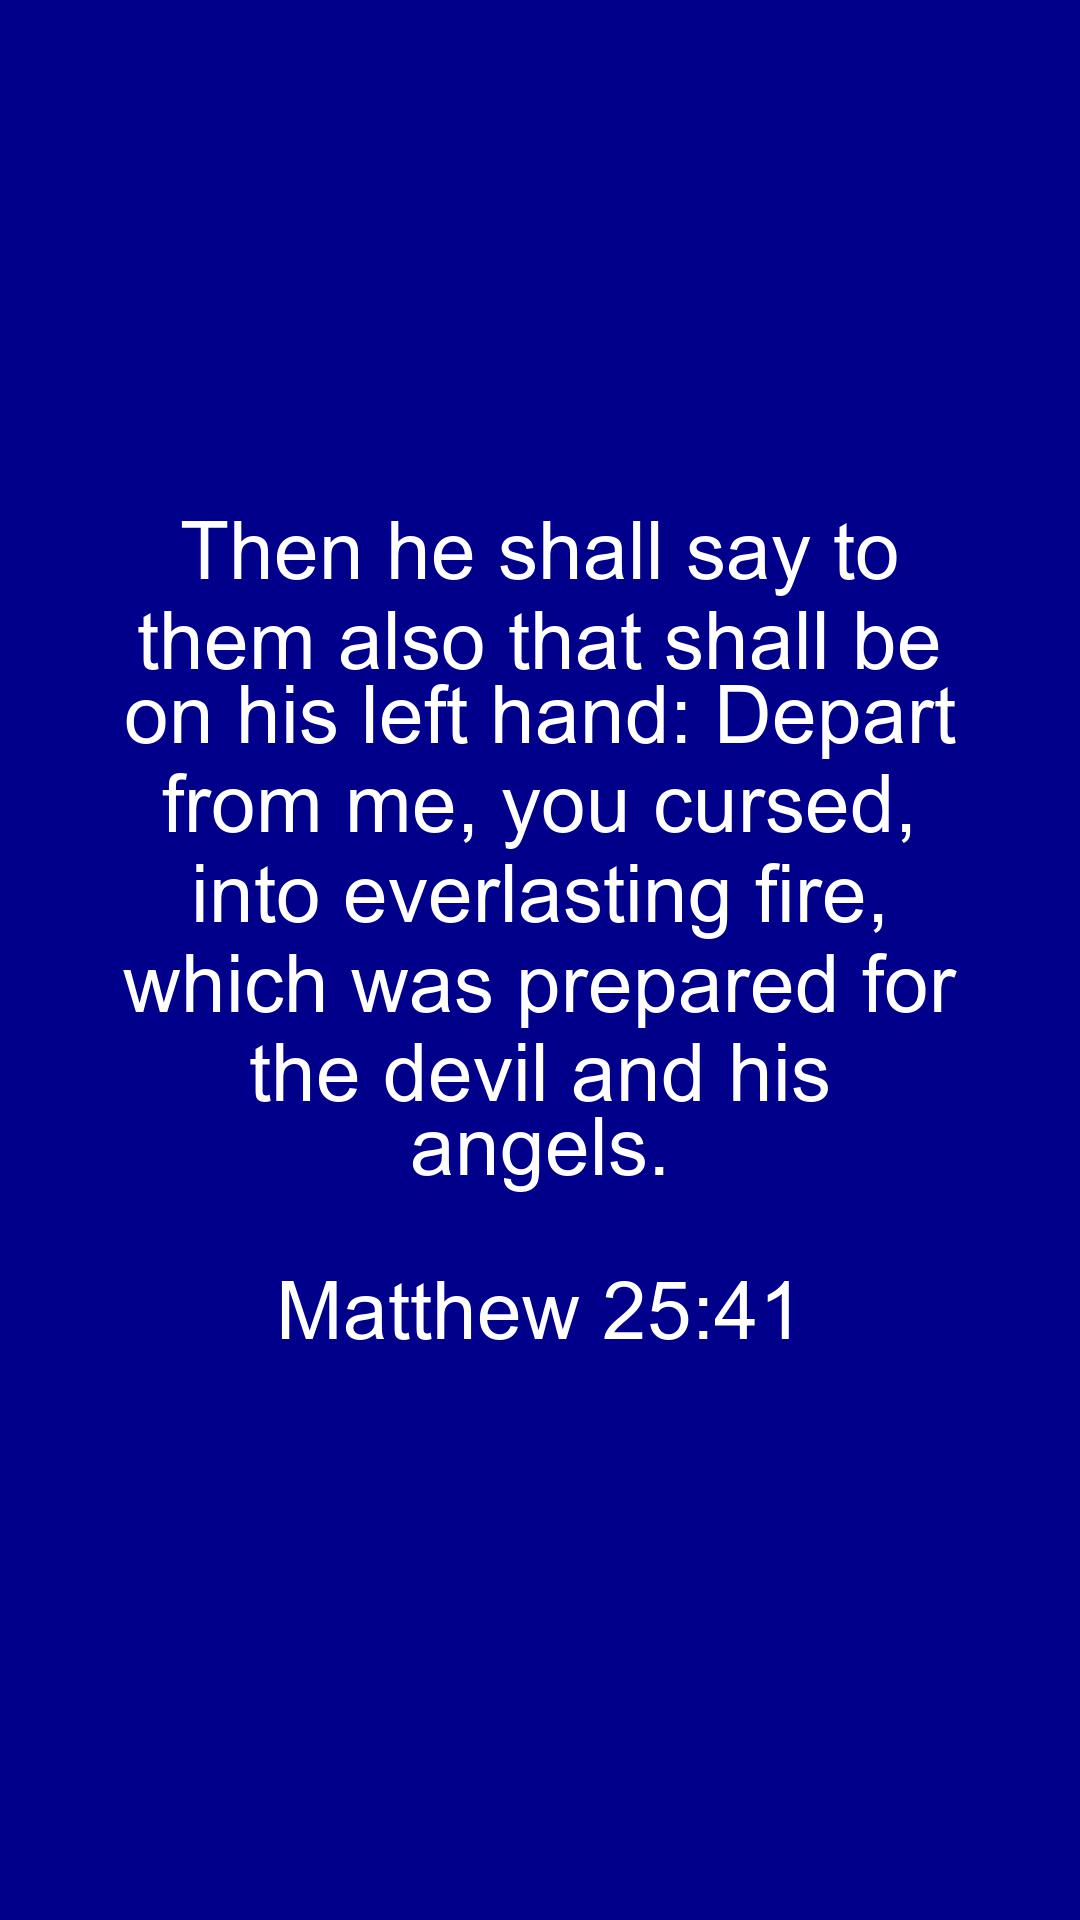 Then he shall say to
them also that shall be
on his left hand: Depart
from me, you cursed,
into everlasting fire,
which was prepared for
the devil and his
angels.
Matthew 25:41